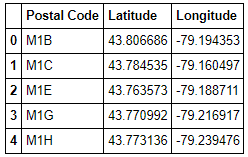 Postal Code Latitude Longitude
0 M1B 43.806686 -79.194353
1 M1C 43.784535 -79.160497
2 M1E 43.763573 -79.188711
3 M1G 43.770992 -79.216917
4 M1H 43.773136 -79.239476